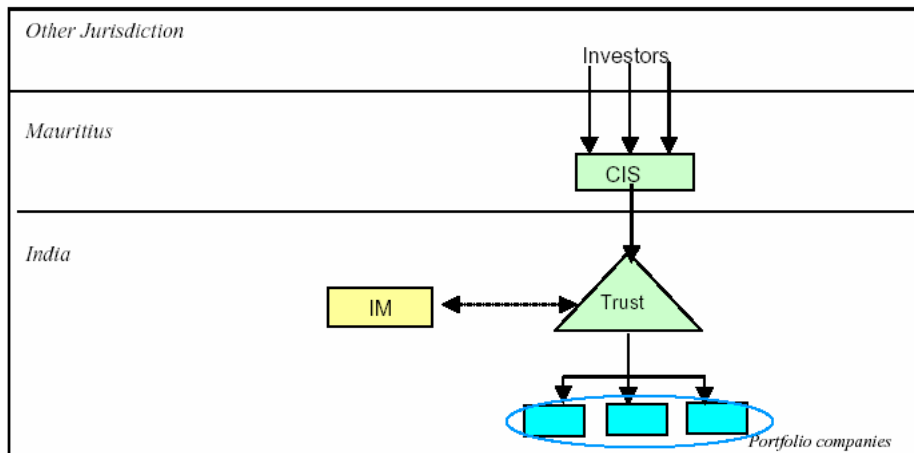 Other Jurisdiction
Investors
Mauritius
CIS
India
IM
Trust
Portfolio companies